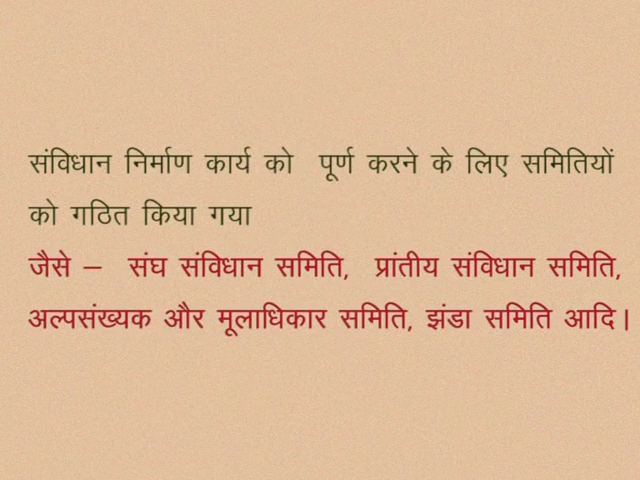 संविधान निर्माण कार्य को पूर्ण करने के लिए समितियों
को गठित किया गया
जैसे – संघ संविधान समिति, प्रांतीय संविधान समिति,
अल्पसंख्यक और मूलाधिकार समिति, झंडा समिति आदि।